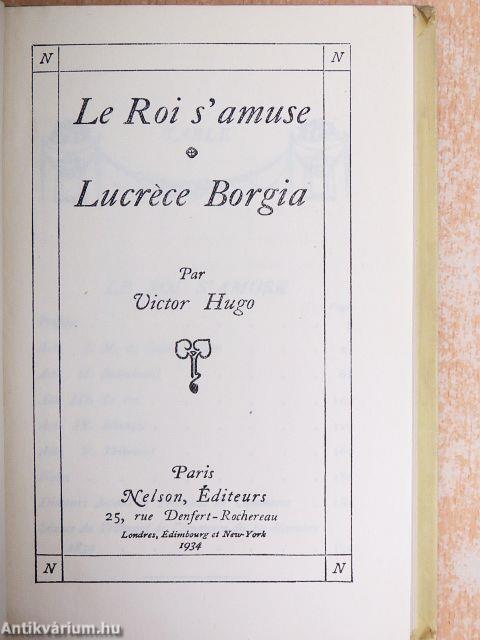 N N
Le Roi s'amuse
Lucrèce Borgia
Par
Victor Hugo
Paris
Nelson, Éditeurs
25, rue Denfert-Rochereau
Londres, Edimbourg et New-York
1934
N N
Antikvárium.hu